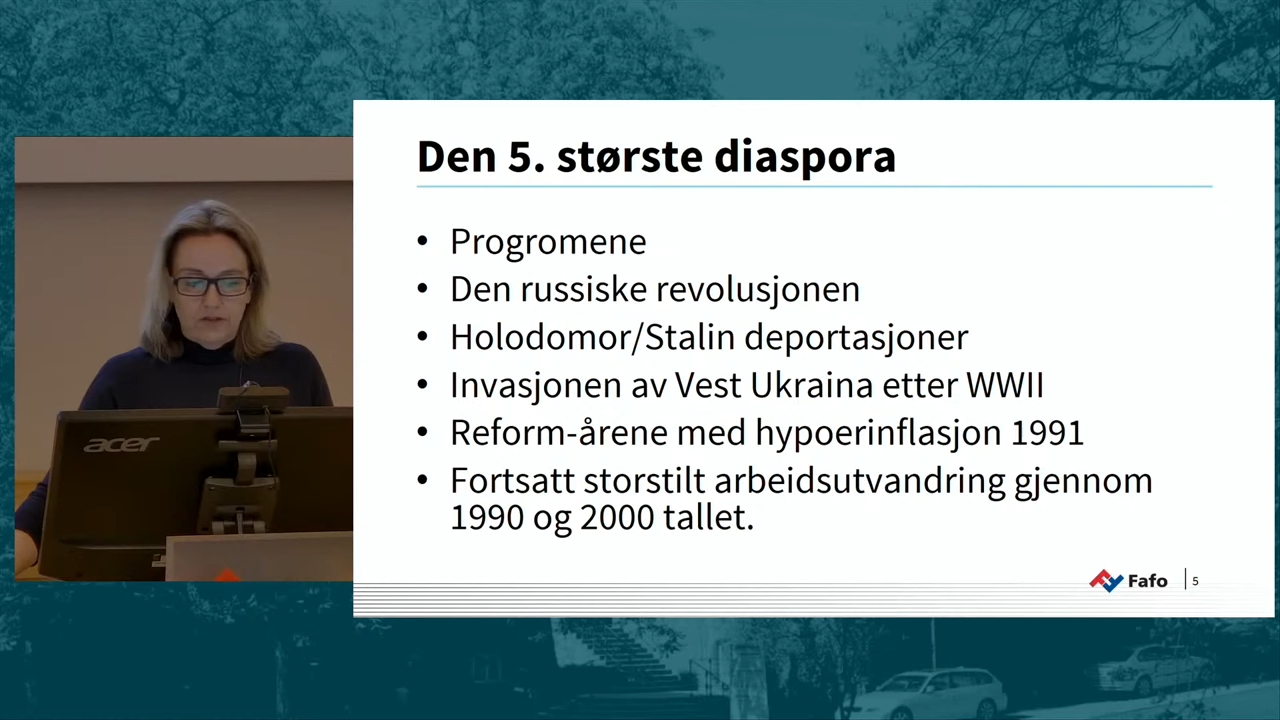 Den 5. største diaspora
• Progromene
• Den russiske revolusjonen
• Holodomor/Stalin deportasjoner
• Invasjonen av Vest Ukraina etter WWII
• Reform-årene med hypoerinflasjon 1991
• Fortsatt storstilt arbeidsutvandring gjennom
1990 og 2000 tallet.
Fafo
5
acer